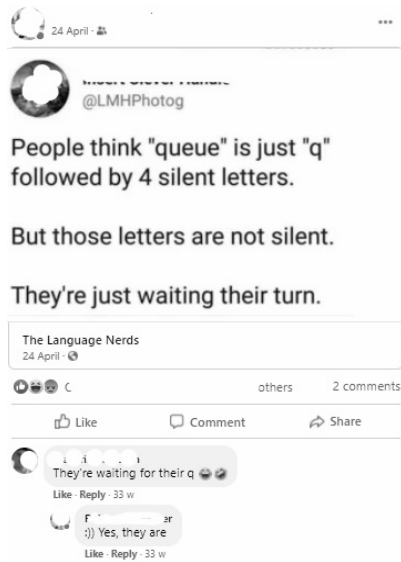 24 April
@LMHPhotog
People think "queue" is just "q"
followed by 4 silent letters.
But those letters are not silent.
They're just waiting their turn.
The Language Nerds
24 April
others 2 comments
Like Comment Share
They're waiting for their q
Like · Reply · 33 w
:)) Yes, they are
Like · Reply · 33 w